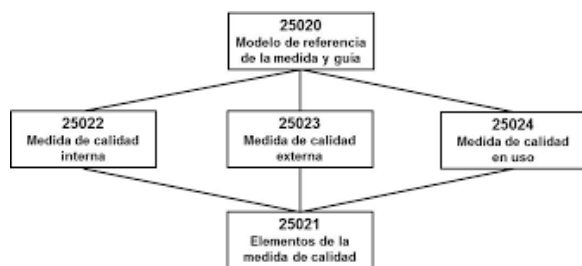 25020
Modelo de referencia
de la medida y guía
25022
Medida de calidad
interna
25023
Medida de calidad
externa
25024
Medida de calidad
en uso
25021
Elementos de la
medida de calidad